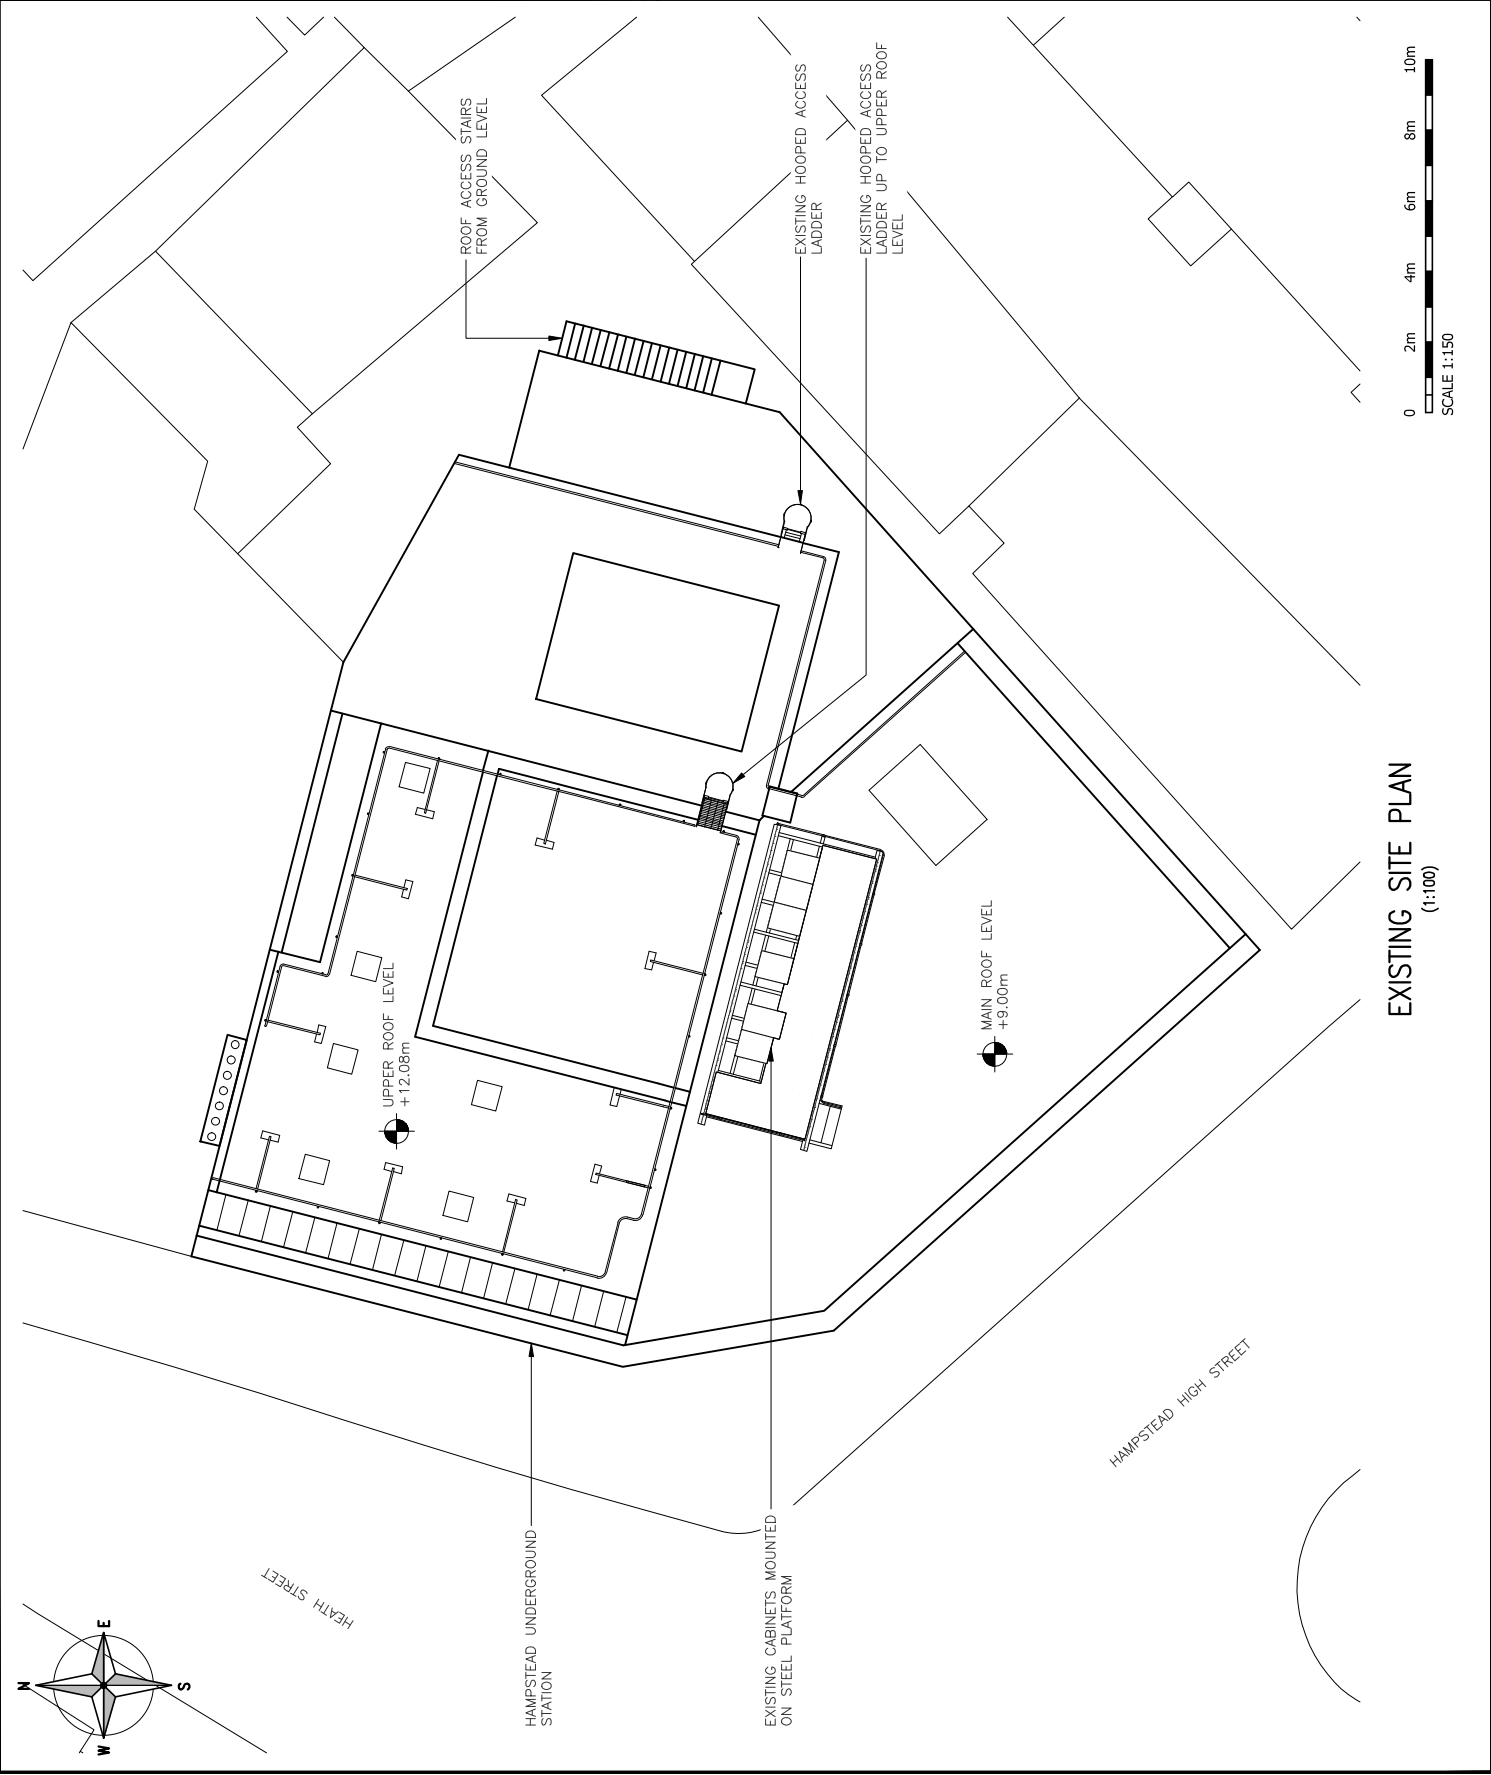 ROOF ACCESS STAIRS
FROM GROUND LEVEL
EXISTING HOOPED ACCESS
LADDER
EXISTING HOOPED ACCESS
LADDER UP TO UPPER ROOF
LEVEL
UPPER ROOF LEVEL
+12.08m
MAIN ROOF LEVEL
+9.00m
HAMPSTEAD UNDERGROUND
STATION
EXISTING CABINETS MOUNTED
ON STEEL PLATFORM
HEATH STREET
HAMPSTEAD HIGH STREET
N
E
S
W
EXISTING SITE PLAN
(1:100)
0 2m 4m 6m 8m 10m
SCALE 1:150